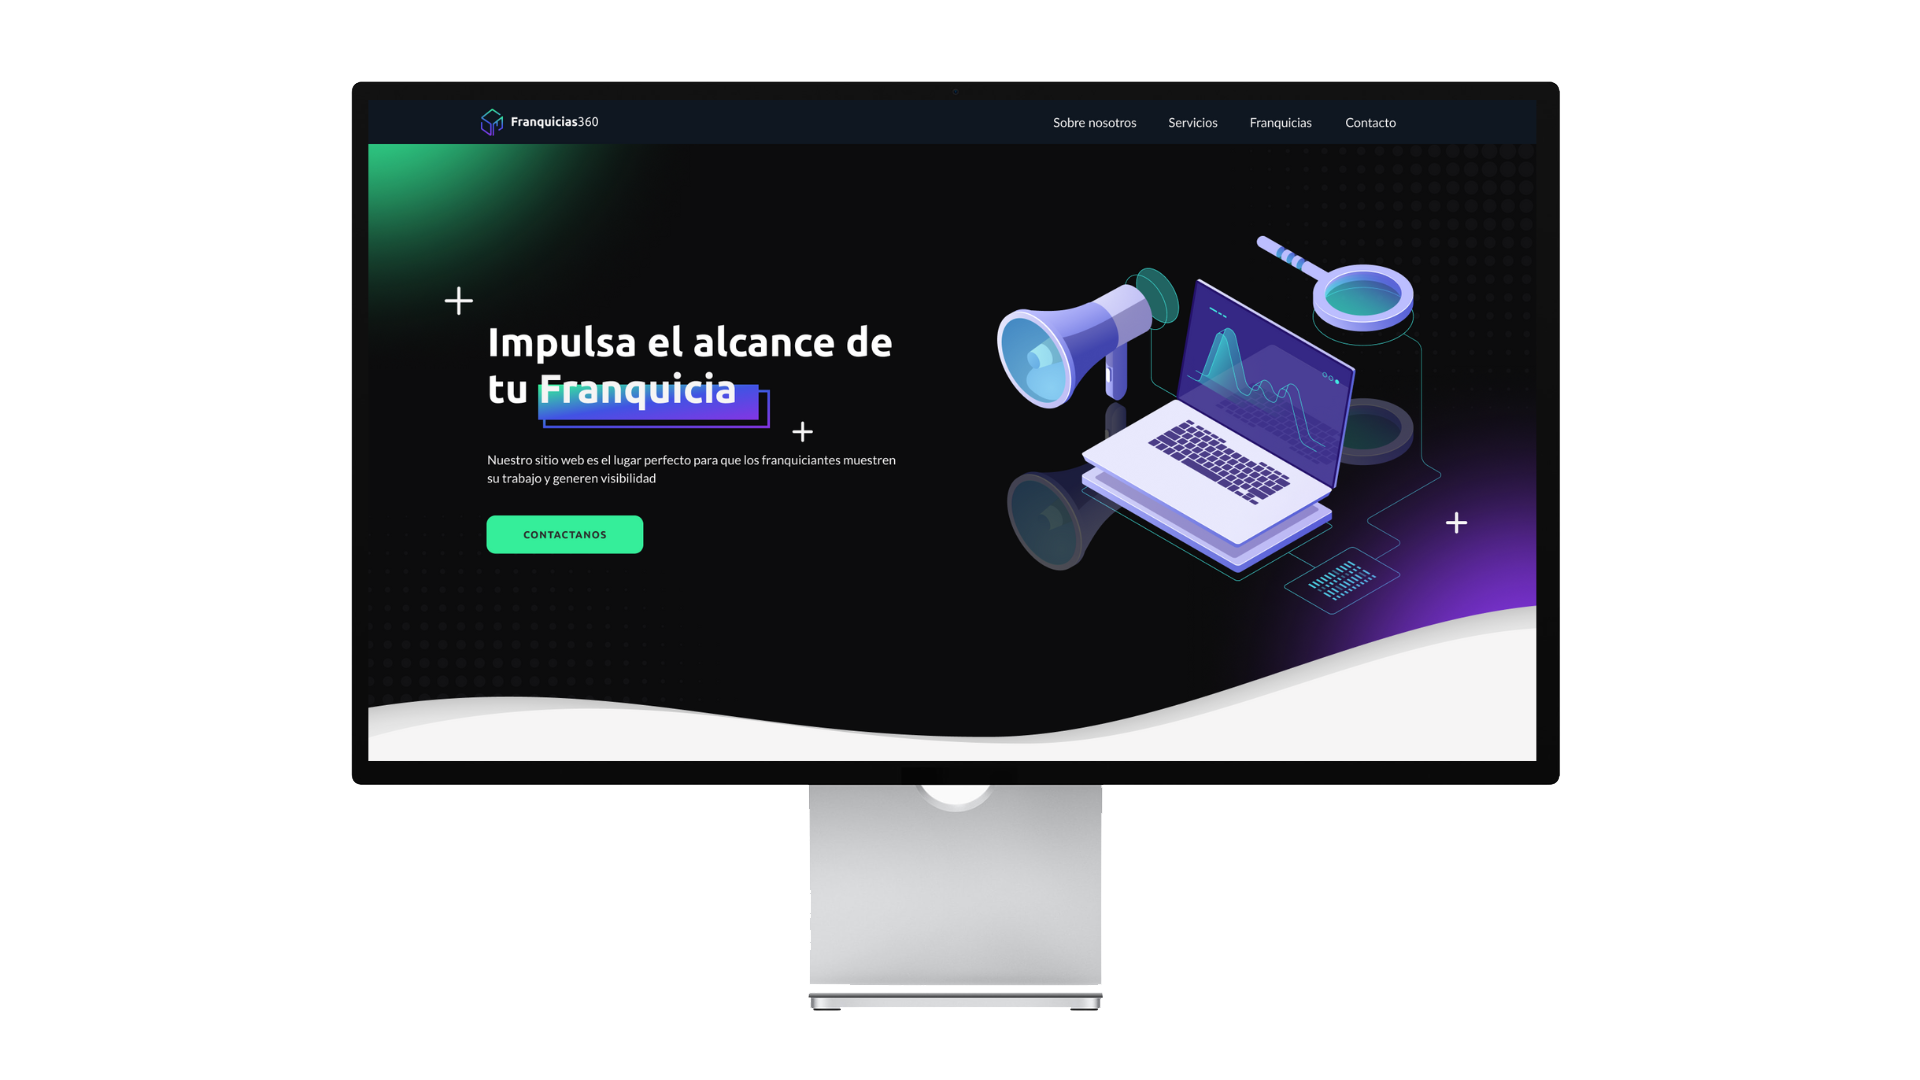 Franquicias360
Sobre nosotros
Servicios
Franquicias
Contacto
Impulsa el alcance de
tu Franquicia
Nuestro sitio web es el lugar perfecto para que los franquiciantes muestren
su trabajo y generen visibilidad
CONTACTANOS